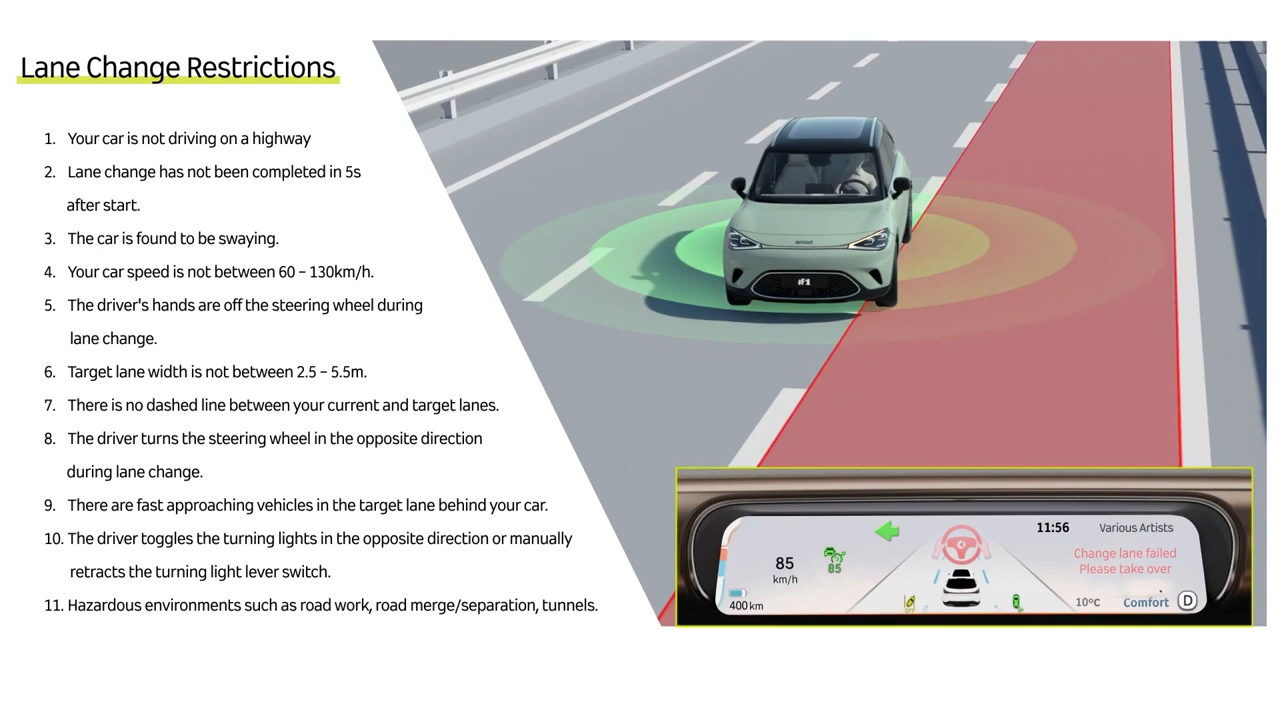 Lane Change Restrictions
1. Your car is not driving on a highway
2. Lane change has not been completed in 5s
after start.
3. The car is found to be swaying.
4. Your car speed is not between 60 – 130km/h.
5. The driver's hands are off the steering wheel during
lane change.
6. Target lane width is not between 2.5 – 5.5m.
7. There is no dashed line between your current and target lanes.
8. The driver turns the steering wheel in the opposite direction
during lane change.
9. There are fast approaching vehicles in the target lane behind your car.
10. The driver toggles the turning lights in the opposite direction or manually
retracts the turning light lever switch.
11. Hazardous environments such as road work, road merge/separation, tunnels.
smart
#1
11:56 Various Artists
85
km/h
85
Change lane failed
Please take over
400 km
10°C Comfort D